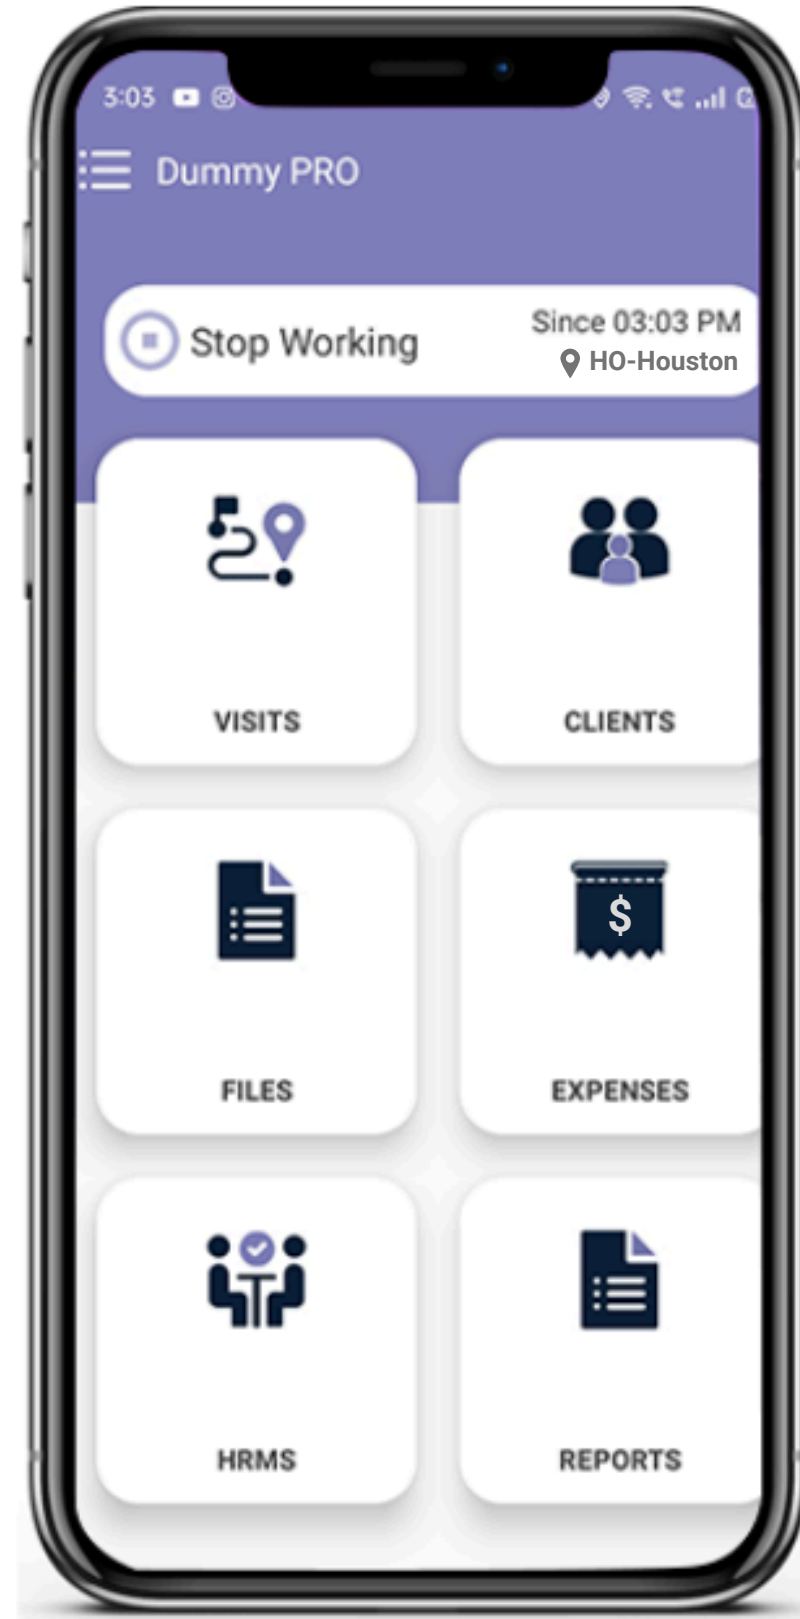 3:03
Dummy PRO
Stop Working
Since 03:03 PM
HO-Houston
VISITS
CLIENTS
FILES
$
EXPENSES
HRMS
REPORTS